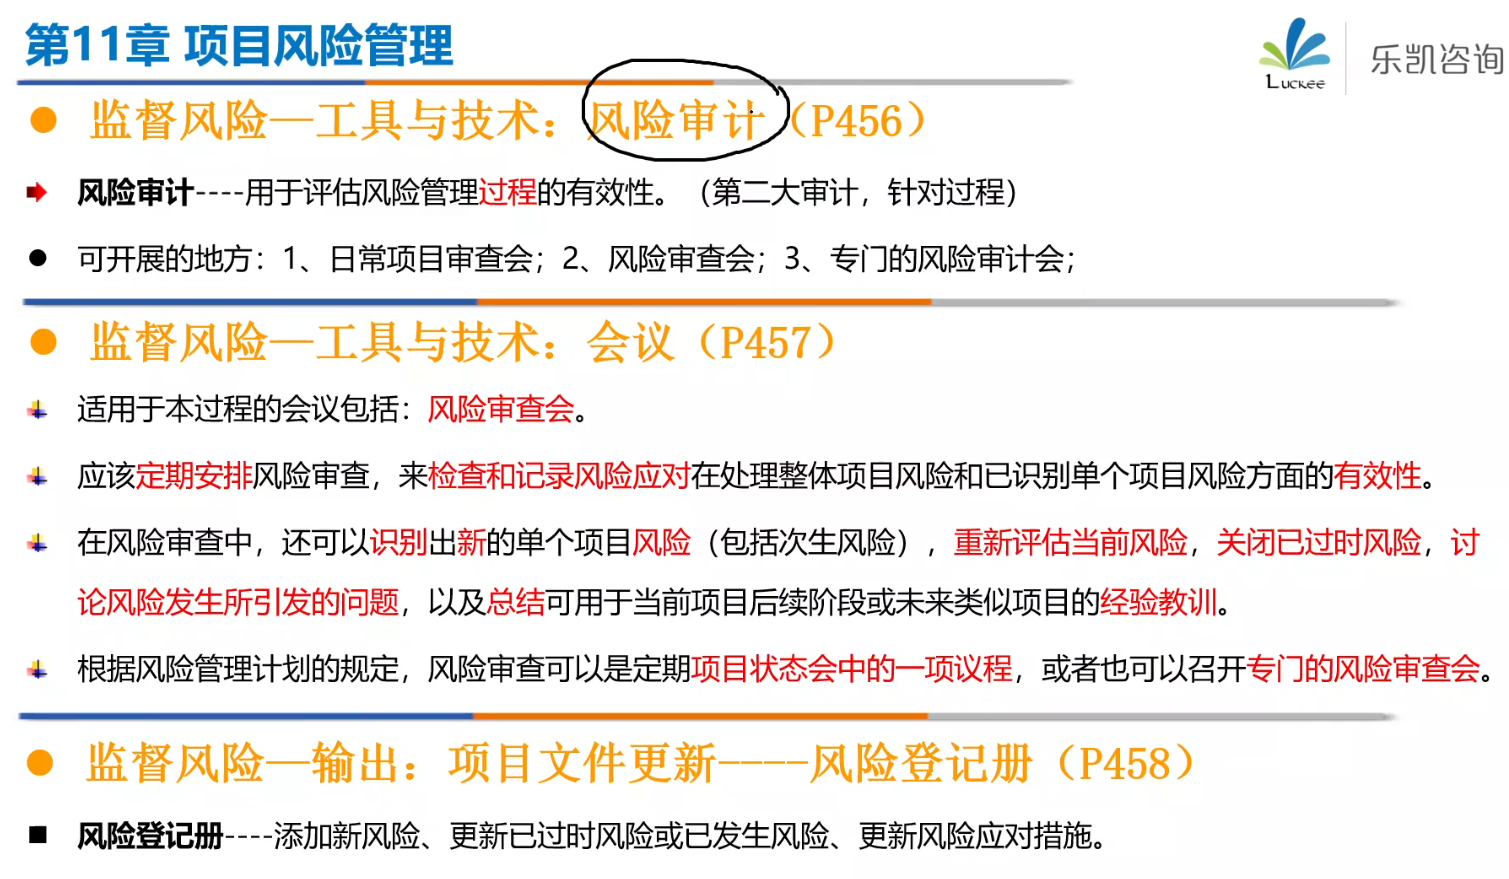 第11章 项目风险管理
Luckee 乐凯咨询
监督风险—工具与技术：风险审计（P456）
风险审计----用于评估风险管理过程的有效性。（第二大审计，针对过程）
可开展的地方：1、日常项目审查会；2、风险审查会；3、专门的风险审计会；
监督风险—工具与技术：会议（P457）
适用于本过程的会议包括：风险审查会。
应该定期安排风险审查，来检查和记录风险应对在处理整体项目风险和已识别单个项目风险方面的有效性。
在风险审查中，还可以识别出新的单个项目风险（包括次生风险），重新评估当前风险，关闭已过时风险，讨
论风险发生所引发的问题，以及总结可用于当前项目后续阶段或未来类似项目的经验教训。
根据风险管理计划的规定，风险审查可以是定期项目状态会中的一项议程，或者也可以召开专门的风险审查会。
监督风险—输出：项目文件更新----风险登记册（P458）
风险登记册----添加新风险、更新已过时风险或已发生风险、更新风险应对措施。